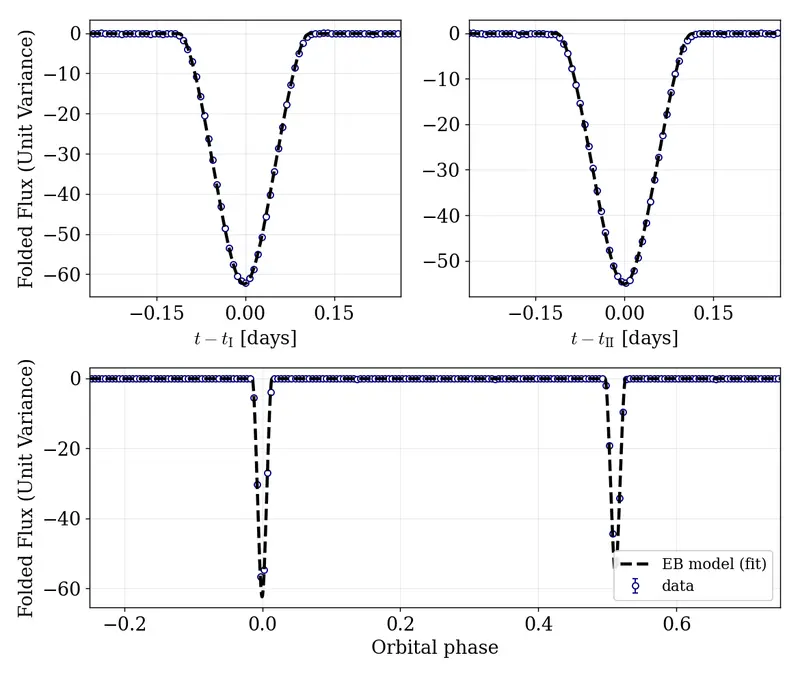 Folded Flux (Unit Variance)
0
−10
−20
−30
−40
−50
−60
−0.15 0.00 0.15
t − tI [days]
0
−10
−20
−30
−40
−50
−0.15 0.00 0.15
t − tII [days]
Folded Flux (Unit Variance)
0
−20
−40
−60
EB model (fit)
data
−0.2 0.0 0.2 0.4 0.6
Orbital phase